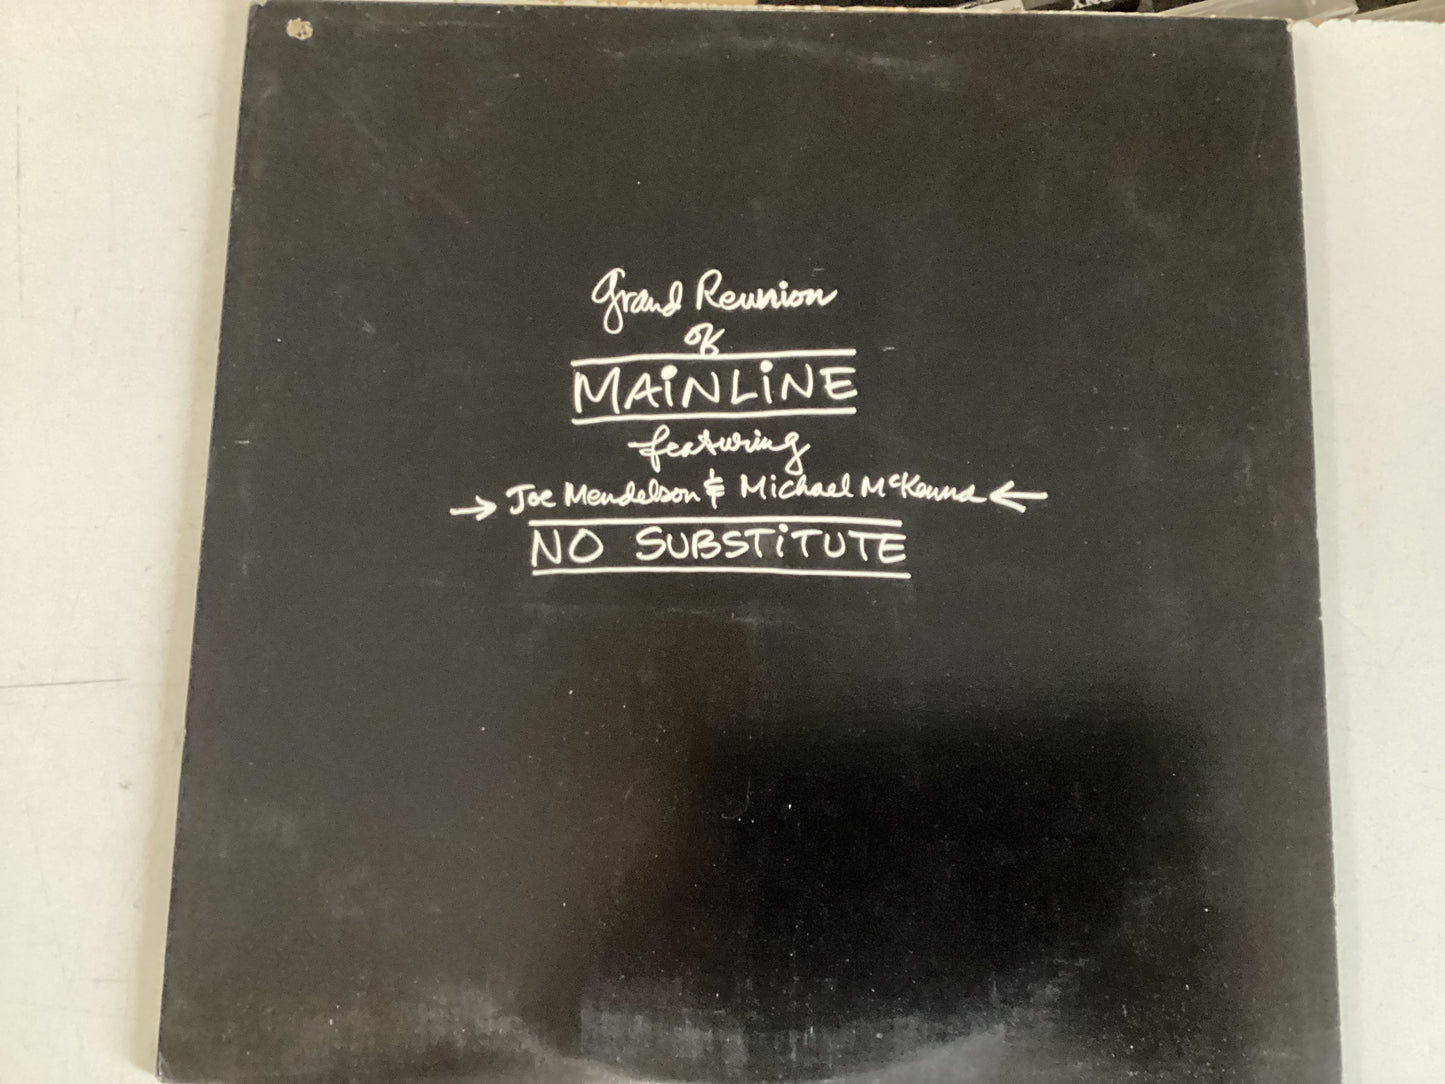 Grand Reunion
of
MAiNLiNE
featuring
→ Joe Mendelson & Michael McKenna ←
NO SUBSTiTUTE